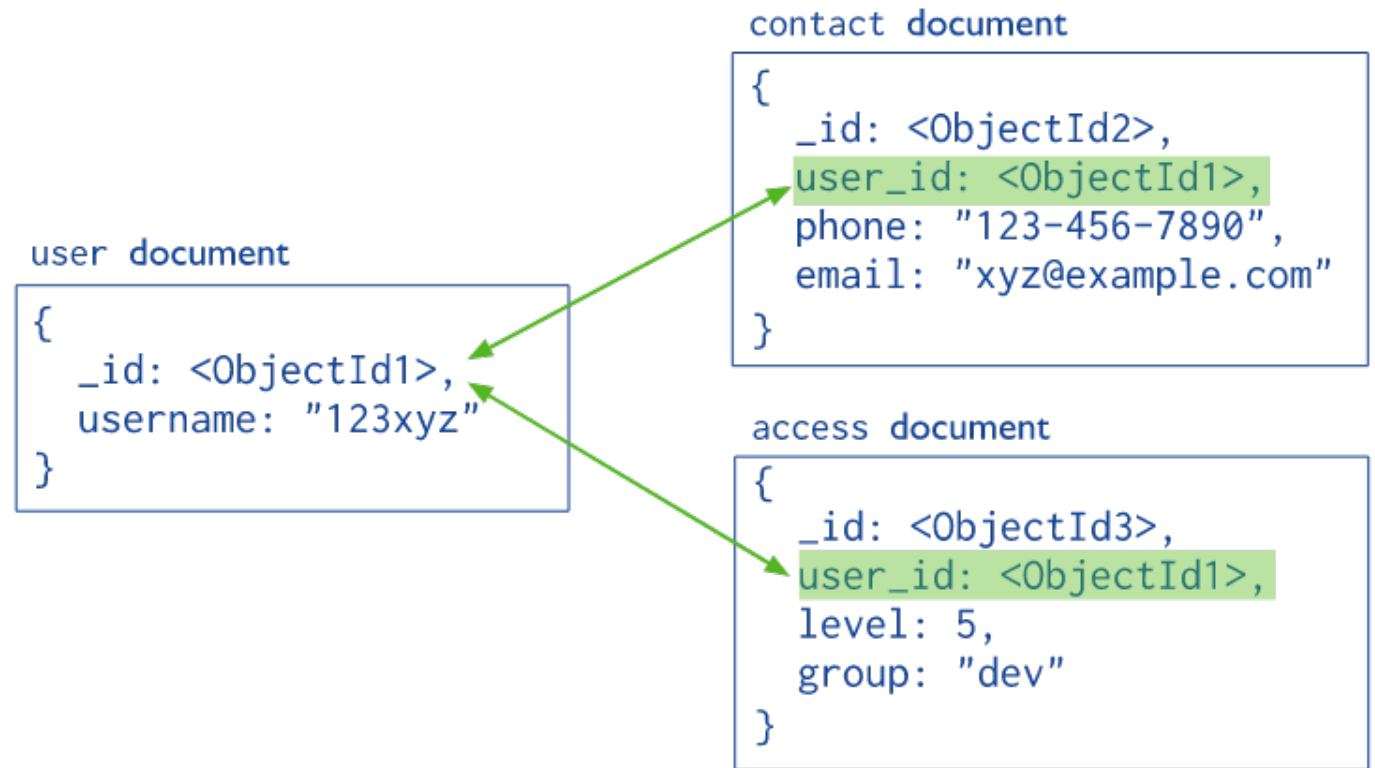 contact document
{
_id: <ObjectId2>,
user_id: <ObjectId1>,
phone: "123-456-7890",
email: "xyz@example.com"
}
user document
{
_id: <ObjectId1>,
username: "123xyz"
}
access document
{
_id: <ObjectId3>,
user_id: <ObjectId1>,
level: 5,
group: "dev"
}